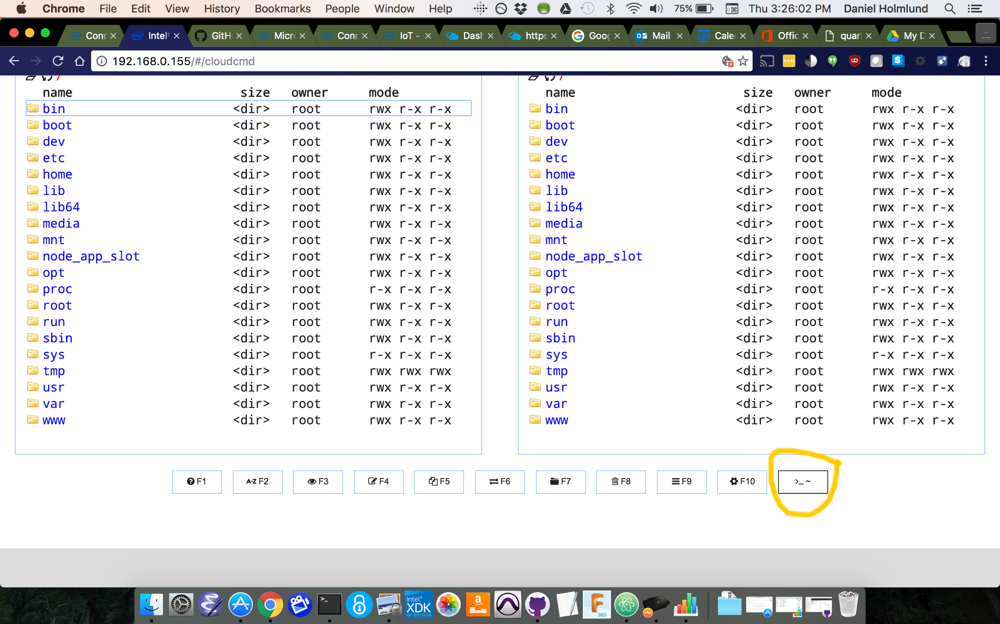 Chrome File Edit View History Bookmarks People Window Help 75% Thu 3:26:02 PM Daniel Holmlund
Conn Intel GitH Micro Conn IoT - Dash https Goog Mail Caler Offic quar My D
192.168.0.155/#/cloudcmd
/ /
name size owner mode name size owner mode
bin <dir> root rwx r-x r-x bin <dir> root rwx r-x r-x
boot <dir> root rwx r-x r-x boot <dir> root rwx r-x r-x
dev <dir> root rwx r-x r-x dev <dir> root rwx r-x r-x
etc <dir> root rwx r-x r-x etc <dir> root rwx r-x r-x
home <dir> root rwx r-x r-x home <dir> root rwx r-x r-x
lib <dir> root rwx r-x r-x lib <dir> root rwx r-x r-x
lib64 <dir> root rwx r-x r-x lib64 <dir> root rwx r-x r-x
media <dir> root rwx r-x r-x media <dir> root rwx r-x r-x
mnt <dir> root rwx r-x r-x mnt <dir> root rwx r-x r-x
node_app_slot <dir> root rwx r-x r-x node_app_slot <dir> root rwx r-x r-x
opt <dir> root rwx r-x r-x opt <dir> root rwx r-x r-x
proc <dir> root r-x r-x r-x proc <dir> root r-x r-x r-x
root <dir> root rwx r-x r-x root <dir> root rwx r-x r-x
run <dir> root rwx r-x r-x run <dir> root rwx r-x r-x
sbin <dir> root rwx r-x r-x sbin <dir> root rwx r-x r-x
sys <dir> root r-x r-x r-x sys <dir> root r-x r-x r-x
tmp <dir> root rwx rwx rwx tmp <dir> root rwx rwx rwx
usr <dir> root rwx r-x r-x usr <dir> root rwx r-x r-x
var <dir> root rwx r-x r-x var <dir> root rwx r-x r-x
www <dir> root rwx r-x r-x www <dir> root rwx r-x r-x
F1 A-Z F2 F3 F4 F5 F6 F7 F8 F9 F10 >_ ~
Intel® XDK IoT EDITION 360